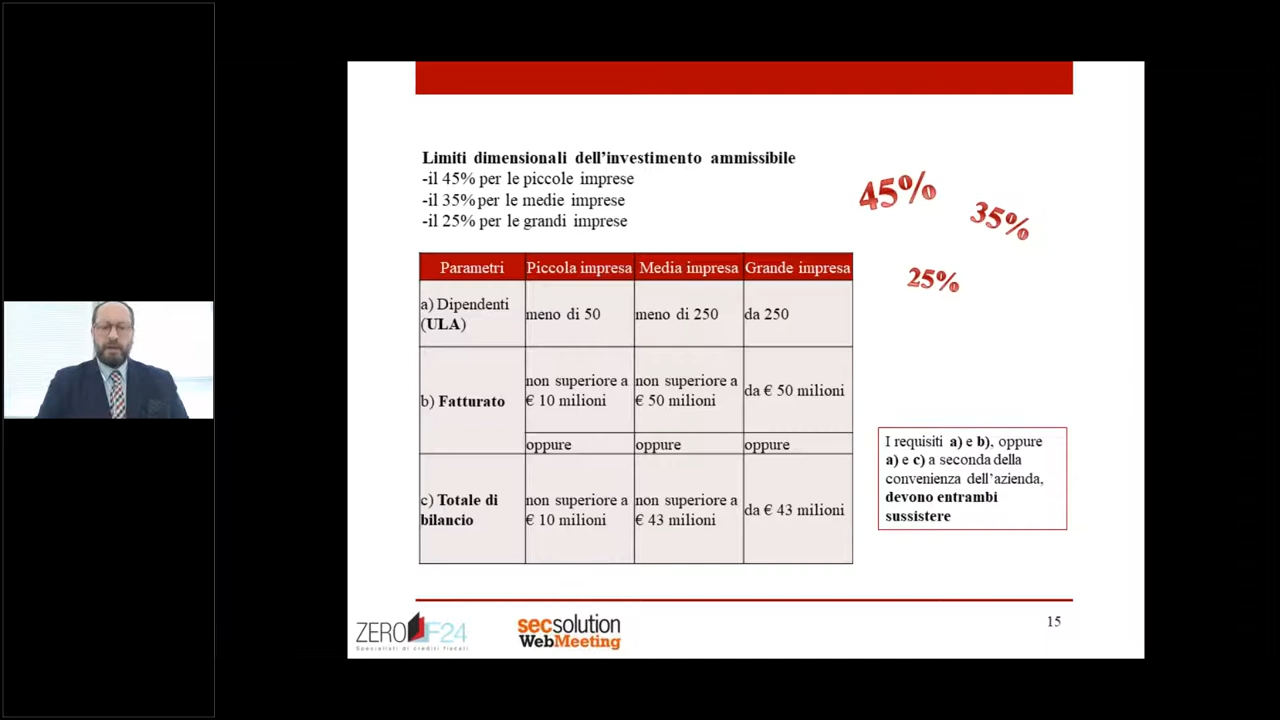 Limiti dimensionali dell'investimento ammissibile
-il 45% per le piccole imprese
-il 35% per le medie imprese
-il 25% per le grandi imprese
45%
35%
25%
Parametri Piccola impresa Media impresa Grande impresa
a) Dipendenti
(ULA)
meno di 50 meno di 250 da 250
b) Fatturato
non superiore a
€ 10 milioni
non superiore a
€ 50 milioni
da € 50 milioni
oppure oppure oppure
c) Totale di
bilancio
non superiore a
€ 10 milioni
non superiore a
€ 43 milioni
da € 43 milioni
I requisiti a) e b), oppure
a) e c) a seconda della
convenienza dell'azienda,
devono entrambi
sussistere
ZERO F24
Specialisti di crediti fiscali
secsolution
WebMeeting
15